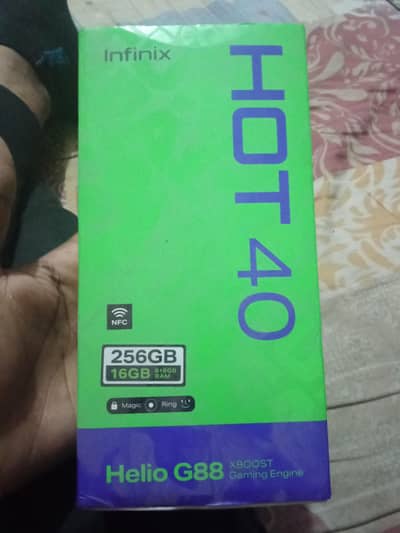 Infinix
HOT 40
NFC
256GB
16GB 8+8GB RAM
Magic Ring
Helio G88 XBOOST
Gaming Engine